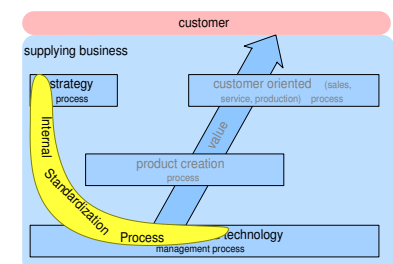 customer
supplying business
strategy
process
customer oriented (sales,
service, production) process
value
product creation
process
Internal Standardization Process
technology
management process